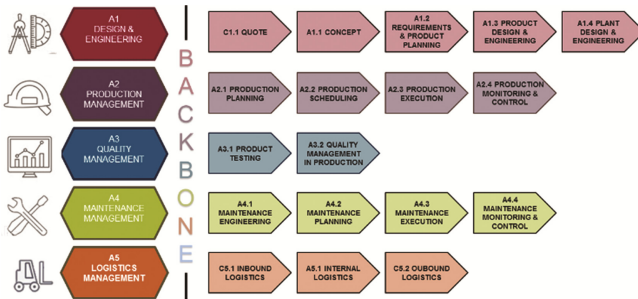 A1
DESIGN &
ENGINEERING
C1.1 QUOTE
A1.1 CONCEPT
A1.2
REQUIREMENTS
& PRODUCT
PLANNING
A1.3 PRODUCT
DESIGN &
ENGINEERING
A1.4 PLANT
DESIGN &
ENGINEERING
BACKBONE
A2
PRODUCTION
MANAGEMENT
A2.1 PRODUCTION
PLANNING
A2.2 PRODUCTION
SCHEDULING
A2.3 PRODUCTION
EXECUTION
A2.4 PRODUCTION
MONITORING &
CONTROL
A3
QUALITY
MANAGEMENT
A3.1 PRODUCT
TESTING
A3.2 QUALITY
MANAGEMENT
IN PRODUCTION
A4
MAINTENANCE
MANAGEMENT
A4.1
MAINTENANCE
ENGINEERING
A4.2
MAINTENANCE
PLANNING
A4.3
MAINTENANCE
EXECUTION
A4.4
MAINTENANCE
MONITORING &
CONTROL
A5
LOGISTICS
MANAGEMENT
C5.1 INBOUND
LOGISTICS
A5.1 INTERNAL
LOGISTICS
C5.2 OUBOUND
LOGISTICS